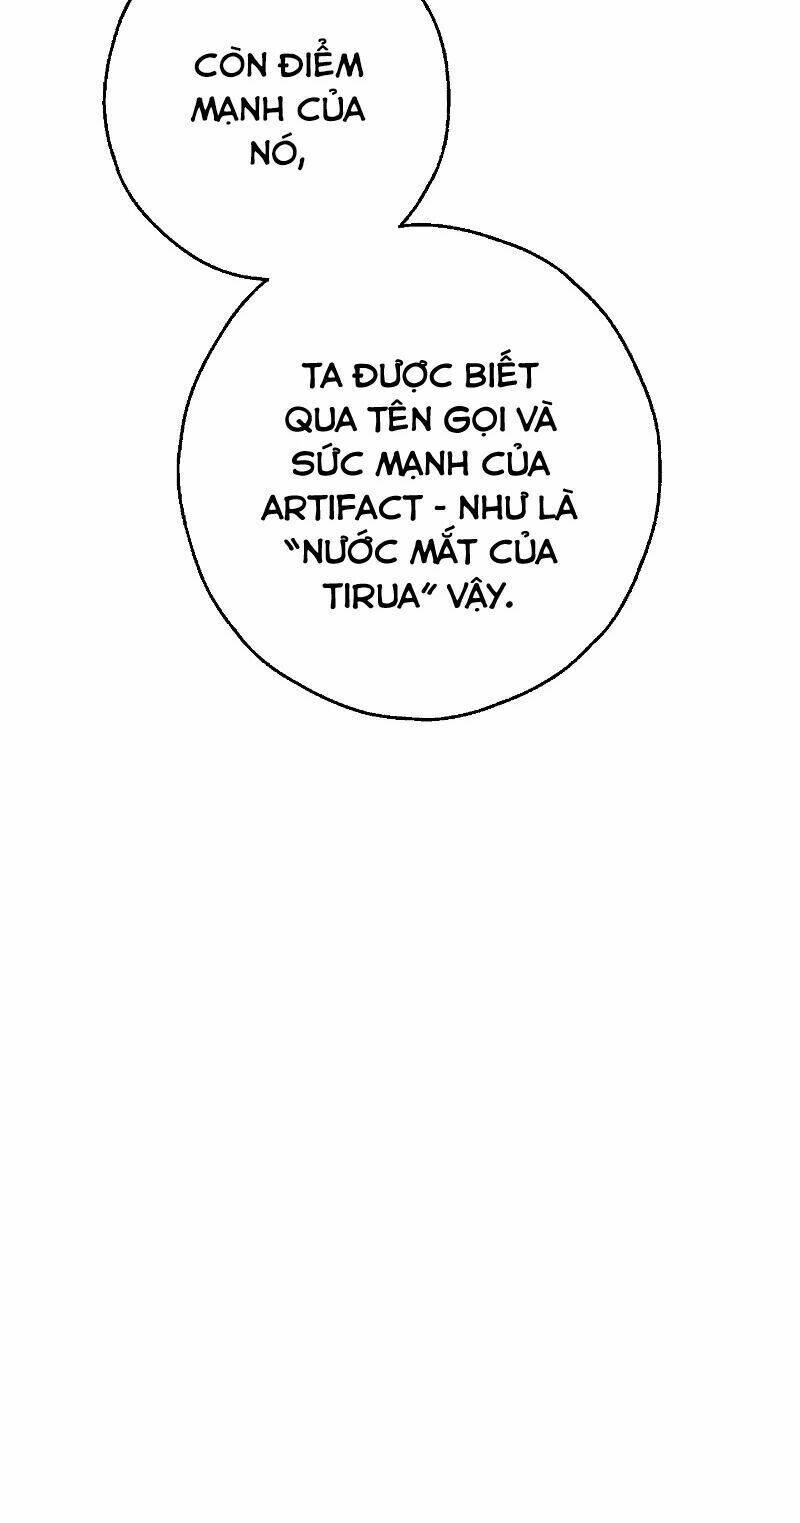 CÒN ĐIỂM
MẠNH CỦA
NÓ,
TA ĐƯỢC BIẾT
QUA TÊN GỌI VÀ
SỨC MẠNH CỦA
ARTIFACT - NHƯ LÀ
“NƯỚC MẮT CỦA
TIRUA” VẬY.